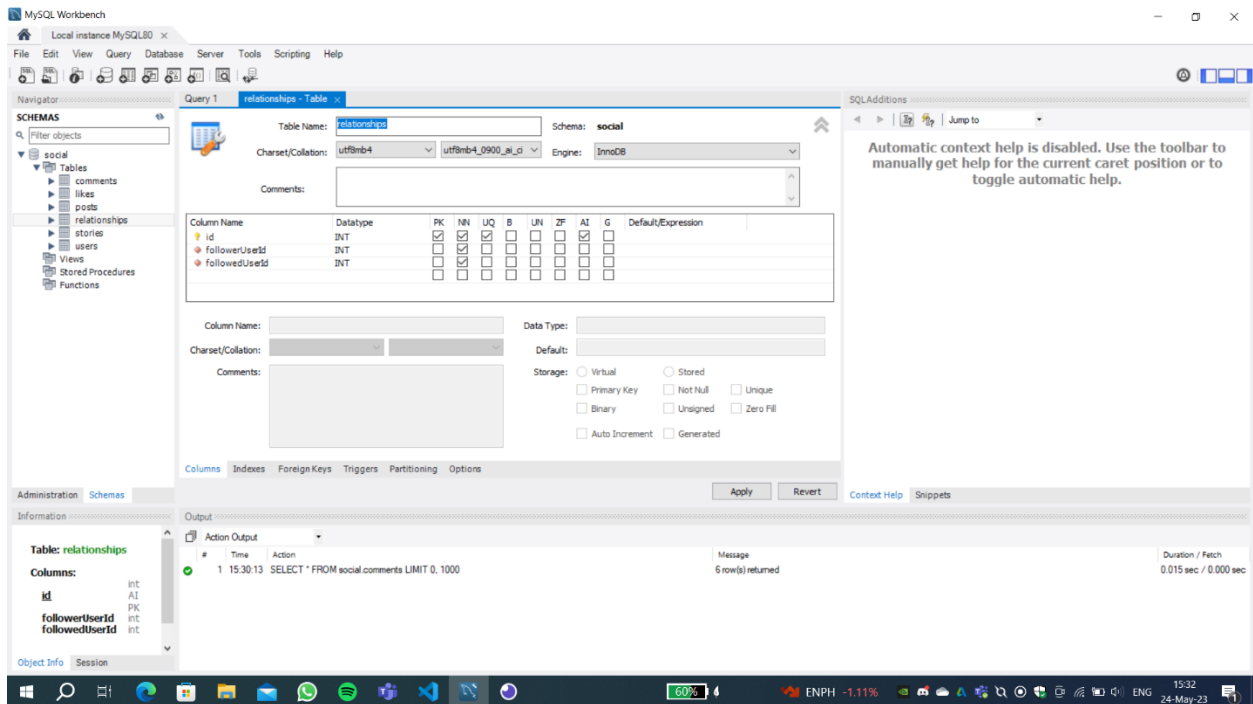 MySQL Workbench
Local instance MySQL80
File Edit View Query Database Server Tools Scripting Help
Navigator
SCHEMAS
Filter objects
social
Tables
comments
likes
posts
relationships
stories
users
Views
Stored Procedures
Functions
Administration Schemas
Query 1 relationships - Table
Table Name: relationships Schema: social
Charset/Collation: utf8mb4 utf8mb4_0900_ai_ci Engine: InnoDB
Comments:
Column Name Datatype PK NN UQ B UN ZF AI G Default/Expression
id INT
followerUserId INT
followedUserId INT
Column Name: Data Type:
Charset/Collation: Default:
Comments: Storage: Virtual Stored
Primary Key Not Null Unique
Binary Unsigned Zero Fill
Auto Increment Generated
Columns Indexes Foreign Keys Triggers Partitioning Options
Apply Revert
SQLAdditions
Jump to
Automatic context help is disabled. Use the toolbar to
manually get help for the current caret position or to
toggle automatic help.
Context Help Snippets
Information
Table: relationships
Columns:
int
id AI
PK
followerUserId int
followedUserId int
Object Info Session
Output
Action Output
# Time Action Message Duration / Fetch
1 15:30:13 SELECT * FROM social.comments LIMIT 0, 1000 6 row(s) returned 0.015 sec / 0.000 sec
60% ENPH -1.11% ENG 15:32
24-May-23